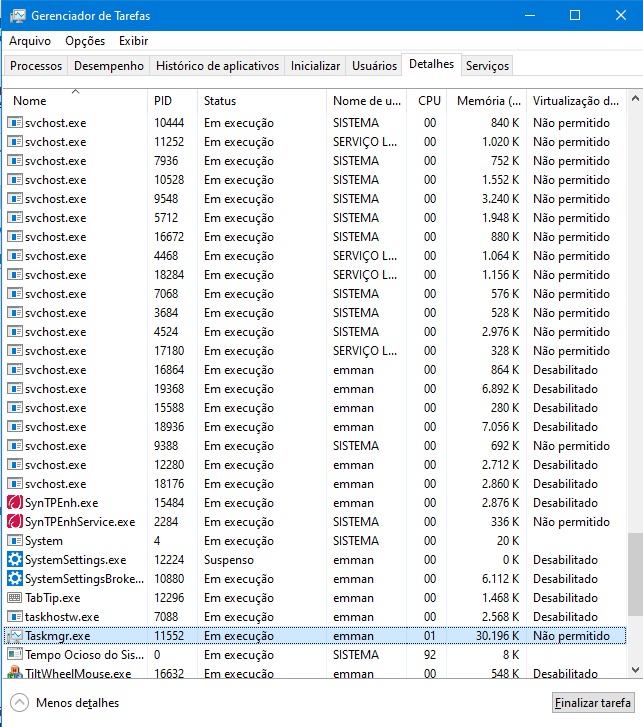 Gerenciador de Tarefas
Arquivo Opções Exibir
Processos Desempenho Histórico de aplicativos Inicializar Usuários Detalhes Serviços
Nome PID Status Nome de u... CPU Memória (... Virtualização d...
svchost.exe 10444 Em execução SISTEMA 00 840 K Não permitido
svchost.exe 11252 Em execução SERVIÇO L... 00 1.020 K Não permitido
svchost.exe 7936 Em execução SISTEMA 00 752 K Não permitido
svchost.exe 10528 Em execução SISTEMA 00 1.552 K Não permitido
svchost.exe 9548 Em execução SISTEMA 00 3.240 K Não permitido
svchost.exe 5712 Em execução SISTEMA 00 1.948 K Não permitido
svchost.exe 16672 Em execução SISTEMA 00 880 K Não permitido
svchost.exe 4468 Em execução SERVIÇO L... 00 1.064 K Não permitido
svchost.exe 18284 Em execução SERVIÇO L... 00 1.156 K Não permitido
svchost.exe 7068 Em execução SISTEMA 00 576 K Não permitido
svchost.exe 3684 Em execução SISTEMA 00 528 K Não permitido
svchost.exe 4524 Em execução SISTEMA 00 2.976 K Não permitido
svchost.exe 17180 Em execução SERVIÇO L... 00 328 K Não permitido
svchost.exe 16864 Em execução emman 00 864 K Desabilitado
svchost.exe 19368 Em execução emman 00 6.892 K Desabilitado
svchost.exe 15588 Em execução emman 00 280 K Desabilitado
svchost.exe 18936 Em execução emman 00 7.056 K Desabilitado
svchost.exe 9388 Em execução SISTEMA 00 692 K Não permitido
svchost.exe 12280 Em execução emman 00 2.712 K Desabilitado
svchost.exe 18176 Em execução emman 00 2.860 K Desabilitado
SynTPEnh.exe 15484 Em execução emman 00 2.876 K Desabilitado
SynTPEnhService.exe 2284 Em execução SISTEMA 00 336 K Não permitido
System 4 Em execução SISTEMA 00 20 K
SystemSettings.exe 12224 Suspenso emman 00 0 K Desabilitado
SystemSettingsBroke... 10880 Em execução emman 00 6.112 K Desabilitado
TabTip.exe 12296 Em execução emman 00 1.468 K Desabilitado
taskhostw.exe 7088 Em execução emman 00 2.568 K Desabilitado
Taskmgr.exe 11552 Em execução emman 01 30.196 K Não permitido
Tempo Ocioso do Sis... 0 Em execução SISTEMA 92 8 K
TiltWheelMouse.exe 16632 Em execução emman 00 548 K Desabilitado
Menos detalhes Finalizar tarefa